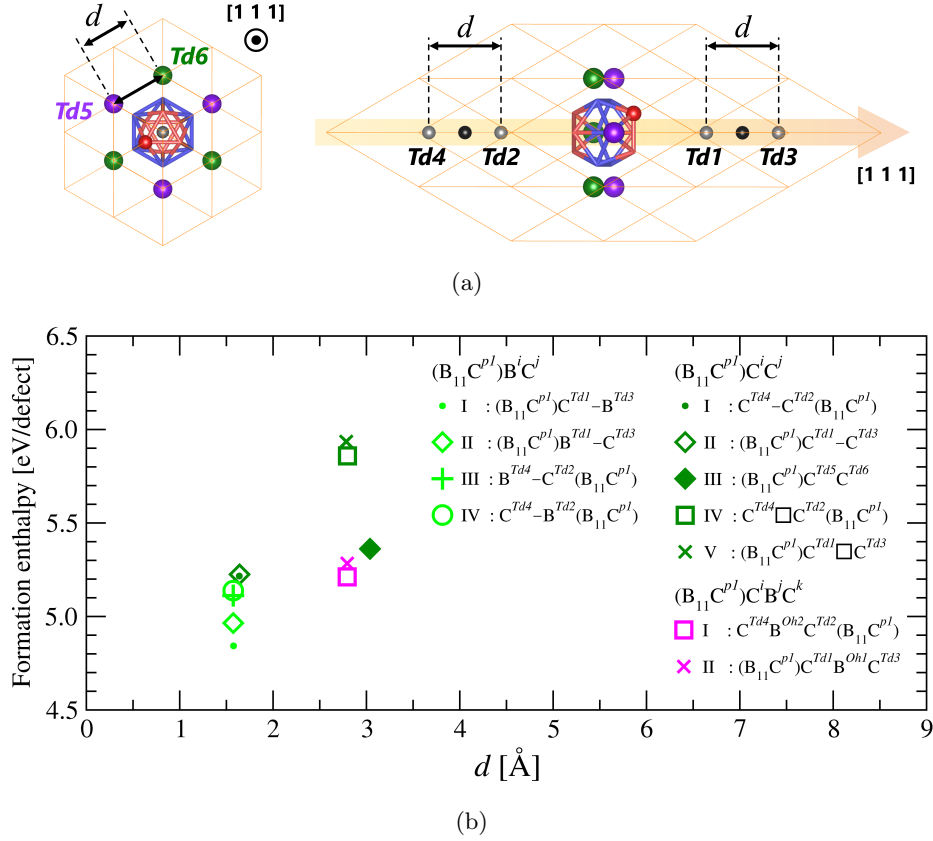 d
[1 1 1]
Td6
Td5
d
d
Td4
Td2
Td1
Td3
[1 1 1]
(a)
Formation enthalpy [eV/defect]
6.5
6.0
5.5
5.0
4.5
0
1
2
3
4
5
6
7
8
9
d [Å]
(B₁₁Cᵖ¹)BⁱCʲ
I : (B₁₁Cᵖ¹)Cᵀᵈ¹–Bᵀᵈ³
II : (B₁₁Cᵖ¹)Bᵀᵈ¹–Cᵀᵈ³
III : Bᵀᵈ⁴–Cᵀᵈ²(B₁₁Cᵖ¹)
IV : Cᵀᵈ⁴–Bᵀᵈ²(B₁₁Cᵖ¹)
(B₁₁Cᵖ¹)CⁱCʲ
I : Cᵀᵈ⁴–Cᵀᵈ²(B₁₁Cᵖ¹)
II : (B₁₁Cᵖ¹)Cᵀᵈ¹–Cᵀᵈ³
III : (B₁₁Cᵖ¹)Cᵀᵈ⁵Cᵀᵈ⁶
IV : Cᵀᵈ⁴□Cᵀᵈ²(B₁₁Cᵖ¹)
V : (B₁₁Cᵖ¹)Cᵀᵈ¹□Cᵀᵈ³
(B₁₁Cᵖ¹)CⁱBʲCᵏ
I : Cᵀᵈ⁴Bᴼʰ²Cᵀᵈ²(B₁₁Cᵖ¹)
II : (B₁₁Cᵖ¹)Cᵀᵈ¹Bᴼʰ¹Cᵀᵈ³
(b)